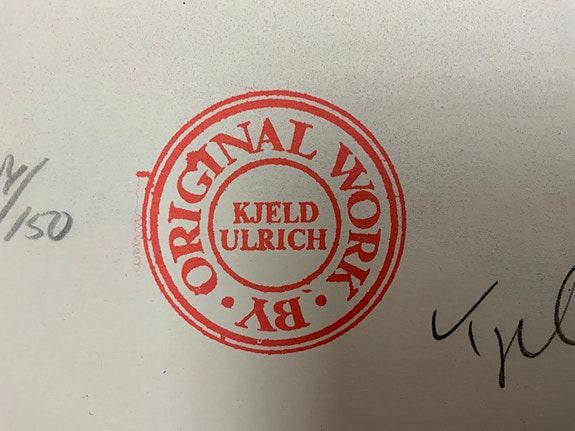 ORIGINAL WORK · BY ·
KJELD
ULRICH
/150